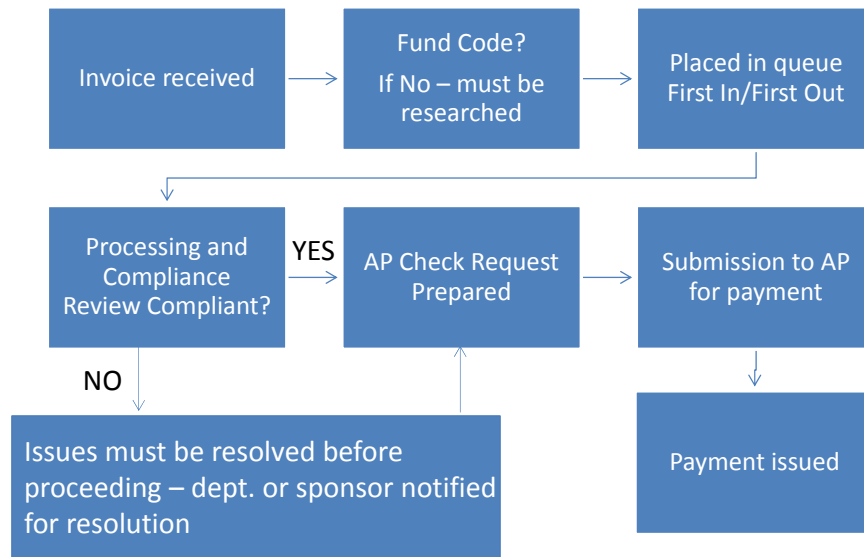 Invoice received
Fund Code?
If No – must be
researched
Placed in queue
First In/First Out
Processing and
Compliance
Review Compliant?
YES
AP Check Request
Prepared
Submission to AP
for payment
NO
Issues must be resolved before
proceeding – dept. or sponsor notified
for resolution
Payment issued